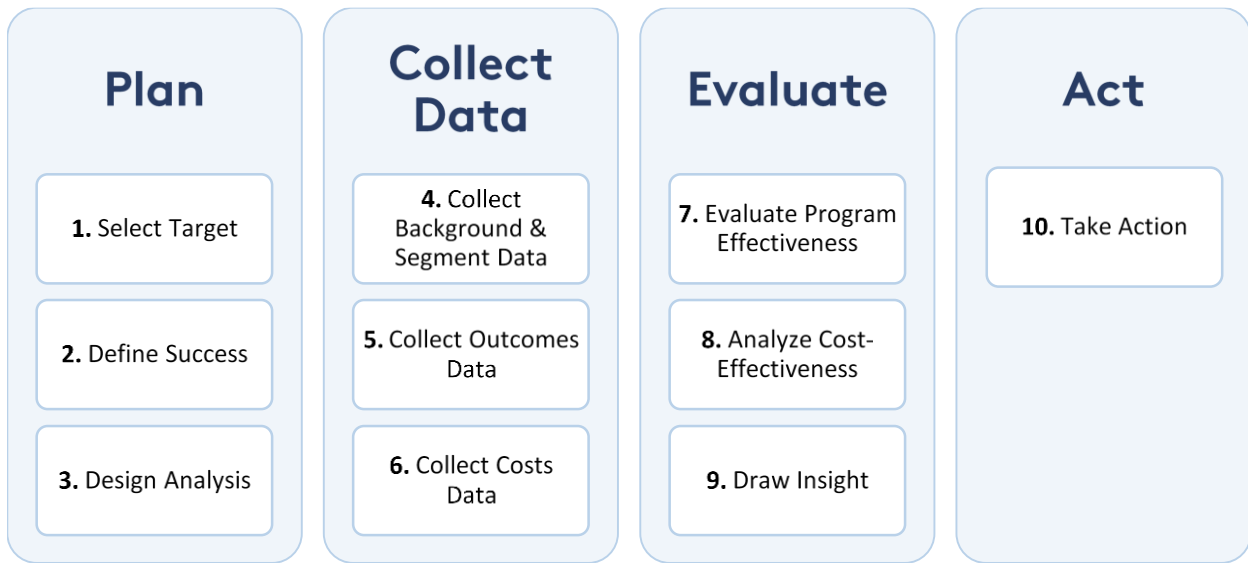 Plan
1. Select Target
2. Define Success
3. Design Analysis
Collect
Data
4. Collect
Background &
Segment Data
5. Collect Outcomes
Data
6. Collect Costs
Data
Evaluate
7. Evaluate Program
Effectiveness
8. Analyze Cost-
Effectiveness
9. Draw Insight
Act
10. Take Action